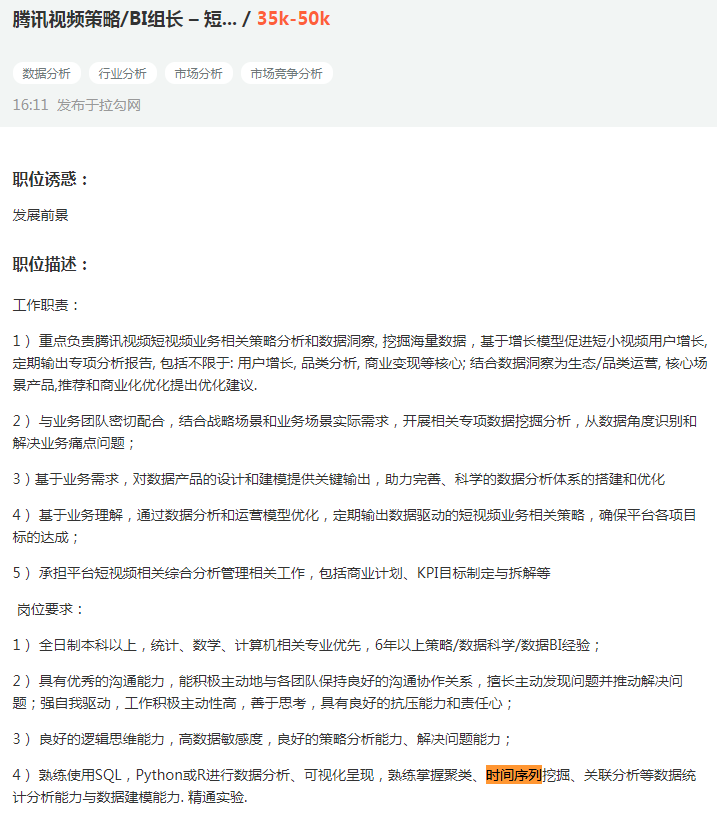 腾讯视频策略/BI组长 – 短... / 35k-50k
数据分析 行业分析 市场分析 市场竞争分析
16:11 发布于拉勾网
职位诱惑：
发展前景
职位描述：
工作职责：
1 ） 重点负责腾讯视频短视频业务相关策略分析和数据洞察, 挖掘海量数据，基于增长模型促进短小视频用户增长,
定期输出专项分析报告, 包括不限于: 用户增长, 品类分析, 商业变现等核心; 结合数据洞察为生态/品类运营, 核心场
景产品,推荐和商业化优化提出优化建议.
2 ） 与业务团队密切配合，结合战略场景和业务场景实际需求，开展相关专项数据挖掘分析，从数据角度识别和
解决业务痛点问题；
3 ）基于业务需求，对数据产品的设计和建模提供关键输出，助力完善、科学的数据分析体系的搭建和优化
4 ） 基于业务理解，通过数据分析和运营模型优化，定期输出数据驱动的短视频业务相关策略，确保平台各项目
标的达成；
5 ） 承担平台短视频相关综合分析管理相关工作，包括商业计划、KPI目标制定与拆解等
岗位要求：
1 ） 全日制本科以上，统计、数学、计算机相关专业优先，6年以上策略/数据科学/数据BI经验；
2 ） 具有优秀的沟通能力，能积极主动地与各团队保持良好的沟通协作关系，擅长主动发现问题并推动解决问
题；强自我驱动，工作积极主动性高，善于思考，具有良好的抗压能力和责任心；
3 ） 良好的逻辑思维能力，高数据敏感度，良好的策略分析能力、解决问题能力；
4 ） 熟练使用SQL，Python或R进行数据分析、可视化呈现，熟练掌握聚类、时间序列挖掘、关联分析等数据统
计分析能力与数据建模能力. 精通实验.